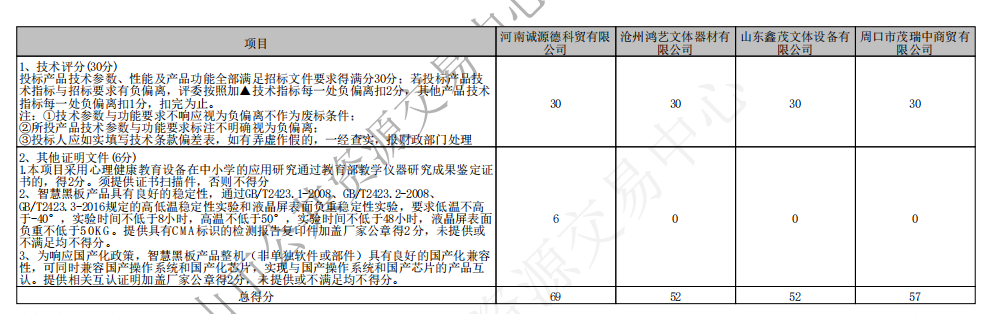 项目
河南诚源德科贸有限公司
沧州鸿艺文体器材有限公司
山东鑫茂文体设备有限公司
周口市茂瑞中商贸有限公司
1、技术评分(30分)
投标产品技术参数、性能及产品功能全部满足招标文件要求得满分30分；若投标产品技
术指标与招标要求有负偏离，评委按照加▲技术指标每一处负偏离扣2分，其他产品技术
指标每一处负偏离扣1分，扣完为止。
注：①技术参数与功能要求不响应视为负偏离不作为废标条件；
②所投产品技术参数与功能要求标注不明确视为负偏离；
③投标人应如实填写技术条款偏差表，如有弄虚作假的，一经查实，报财政部门处理
30
30
30
30
2、其他证明文件(6分)
1.本项目采用心理健康教育设备在中小学的应用研究通过教育部教学仪器研究成果鉴定证
书的，得2分。须提供证书扫描件，否则不得分
2、智慧黑板产品具有良好的稳定性，通过GB/T2423.1-2008、GB/T2423.2-2008、
GB/T2423.3-2016规定的高低温稳定性实验和液晶屏表面负重稳定性实验，要求低温不高
于-40°，实验时间不低于8小时，高温不低于50°，实验时间不低于48小时，液晶屏表面
负重不低于50KG。提供具有CMA标识的检测报告复印件加盖厂家公章得2分，未提供或
不满足均不得分。
3、为响应国产化政策，智慧黑板产品整机（非单独软件或部件）具有良好的国产化兼容
性，可同时兼容国产操作系统和国产化芯片，实现与国产操作系统和国产芯片的产品互
认。提供相关互认证明加盖厂家公章得2分，未提供或不满足均不得分。
6
0
0
0
总得分
69
52
52
57